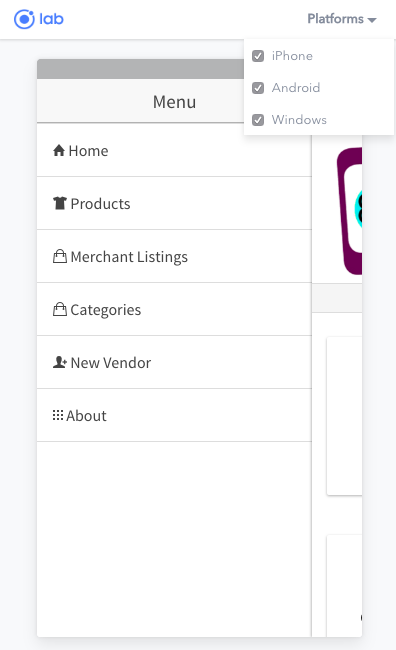 lab
Platforms
iPhone
Android
Windows
Menu
Home
Products
Merchant Listings
Categories
New Vendor
About